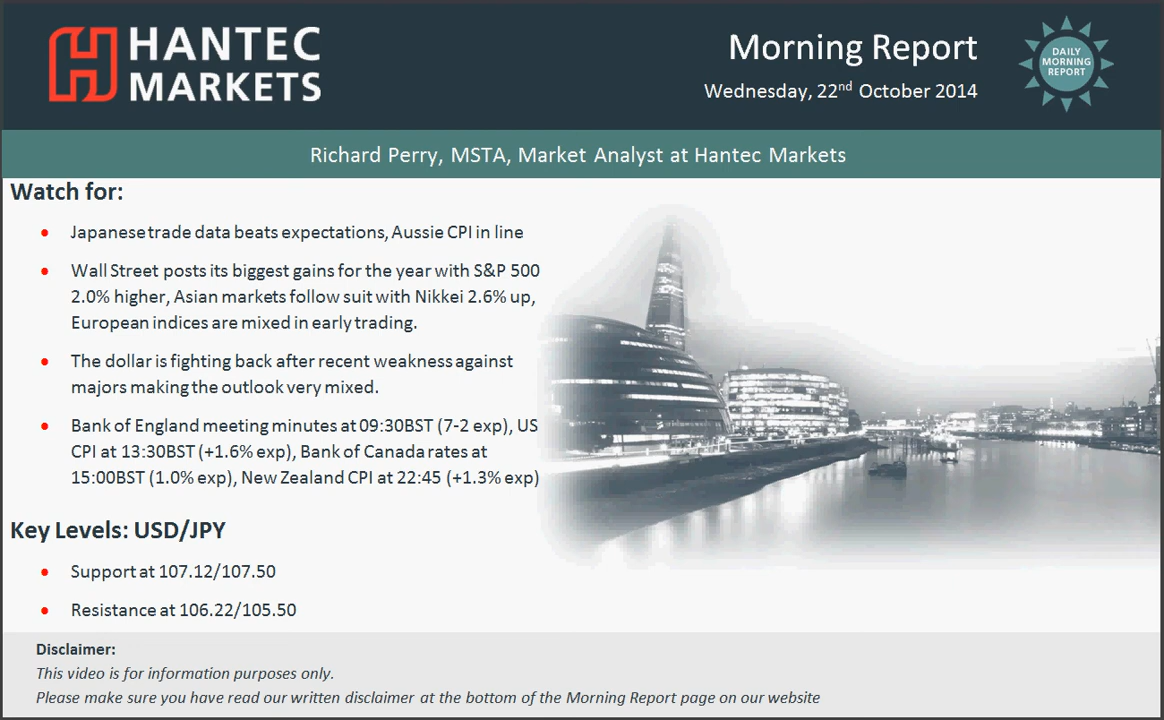 HANTEC
MARKETS
Morning Report
Wednesday, 22nd October 2014
DAILY
MORNING
REPORT
Richard Perry, MSTA, Market Analyst at Hantec Markets
Watch for:
Japanese trade data beats expectations, Aussie CPI in line
Wall Street posts its biggest gains for the year with S&P 500
2.0% higher, Asian markets follow suit with Nikkei 2.6% up,
European indices are mixed in early trading.
The dollar is fighting back after recent weakness against
majors making the outlook very mixed.
Bank of England meeting minutes at 09:30BST (7-2 exp), US
CPI at 13:30BST (+1.6% exp), Bank of Canada rates at
15:00BST (1.0% exp), New Zealand CPI at 22:45 (+1.3% exp)
Key Levels: USD/JPY
Support at 107.12/107.50
Resistance at 106.22/105.50
Disclaimer:
This video is for information purposes only.
Please make sure you have read our written disclaimer at the bottom of the Morning Report page on our website